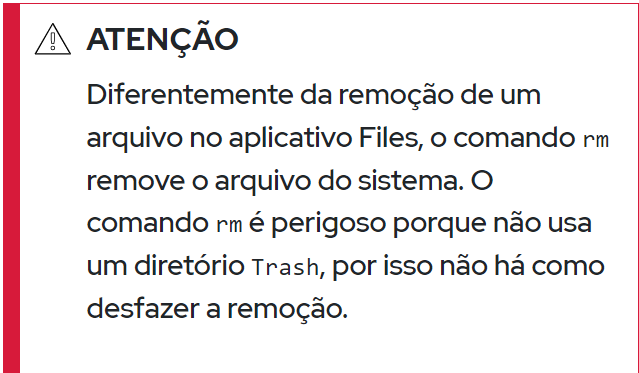 ATENÇÃO
Diferentemente da remoção de um
arquivo no aplicativo Files, o comando rm
remove o arquivo do sistema. O
comando rm é perigoso porque não usa
um diretório Trash, por isso não há como
desfazer a remoção.